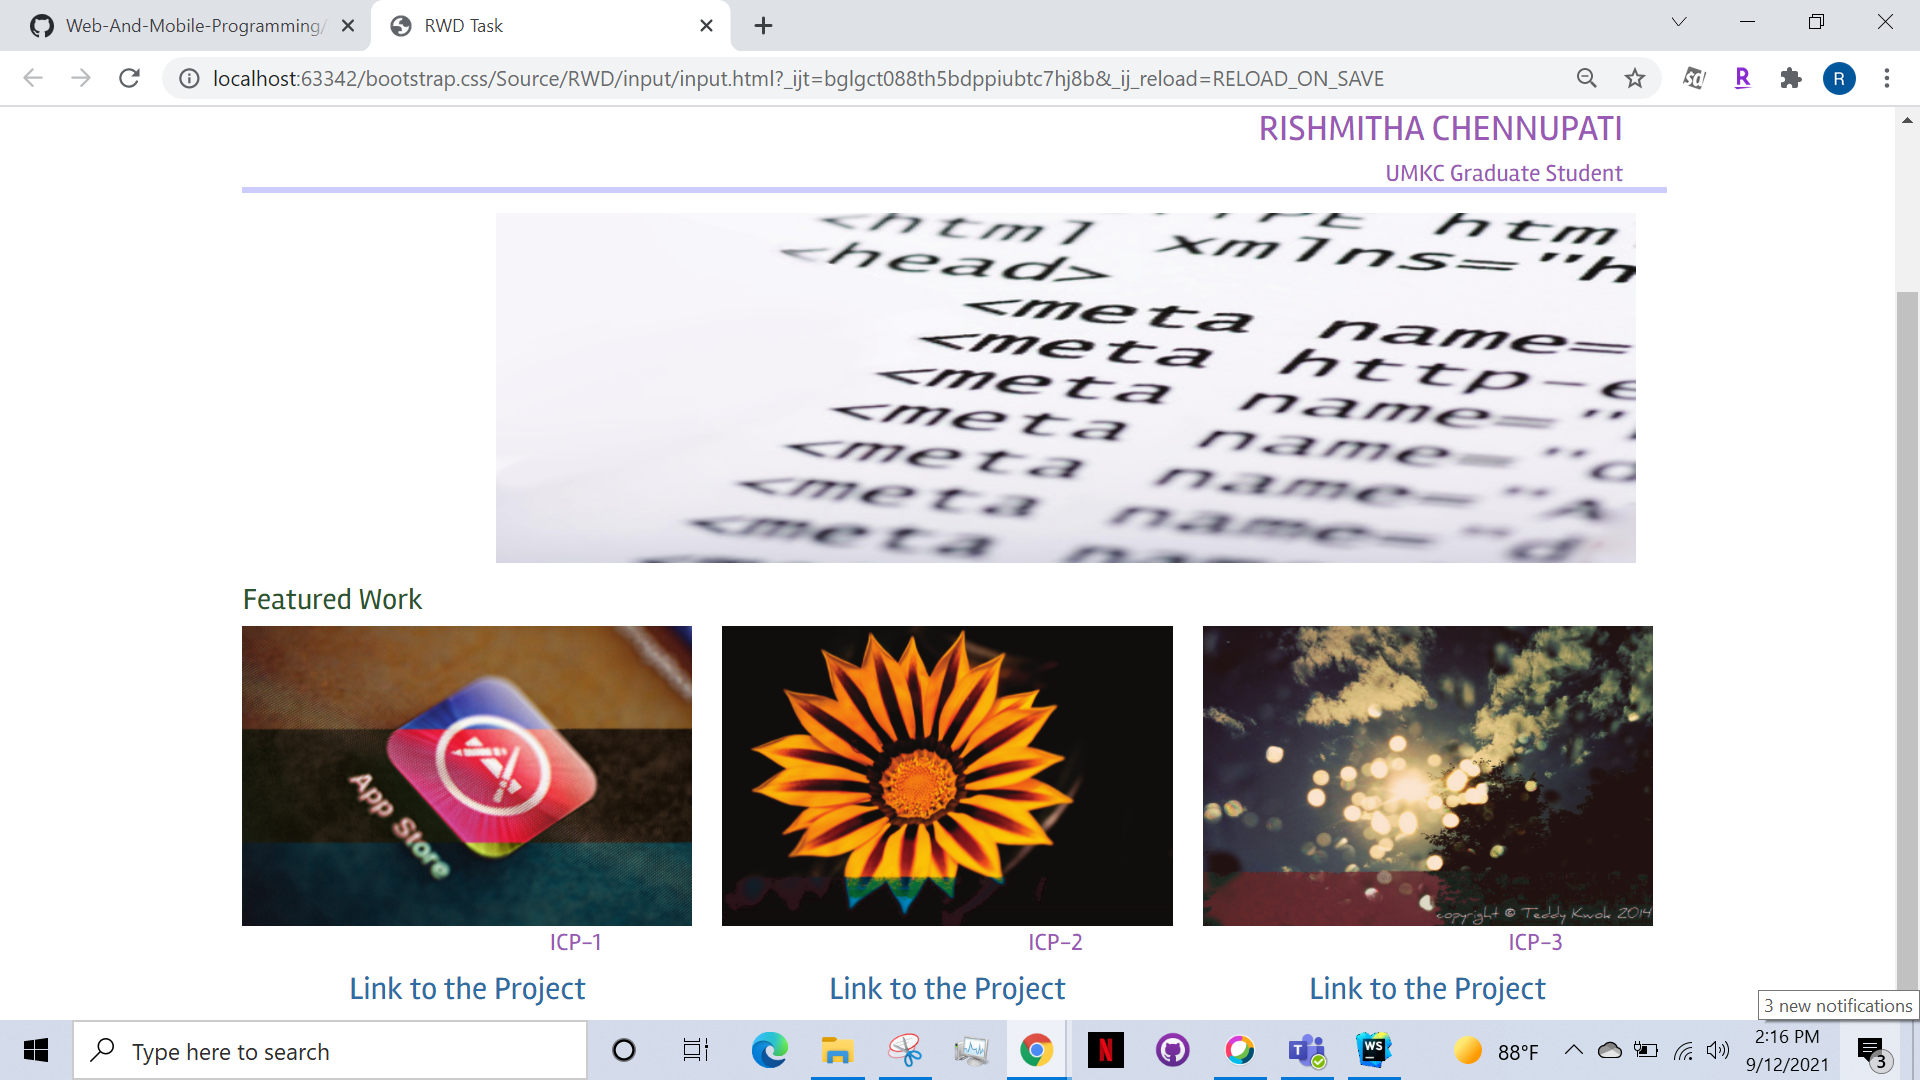 Web-And-Mobile-Programming/
RWD Task
localhost:63342/bootstrap.css/Source/RWD/input/input.html?_ijt=bglgct088th5bdppiubtc7hj8b&_ij_reload=RELOAD_ON_SAVE
R
R
RISHMITHA CHENNUPATI
UMKC Graduate Student
<html
<head> xmlns="h
<meta name=
<meta http-e
<meta name="
<meta name="d
<meta name="A
<meta name="d
<meta
Featured Work
App Store
copyright © Teddy Kwok 2014
ICP-1
ICP-2
ICP-3
Link to the Project
Link to the Project
Link to the Project
3 new notifications
Type here to search
N
T
WS
88°F
2:16 PM
9/12/2021
3